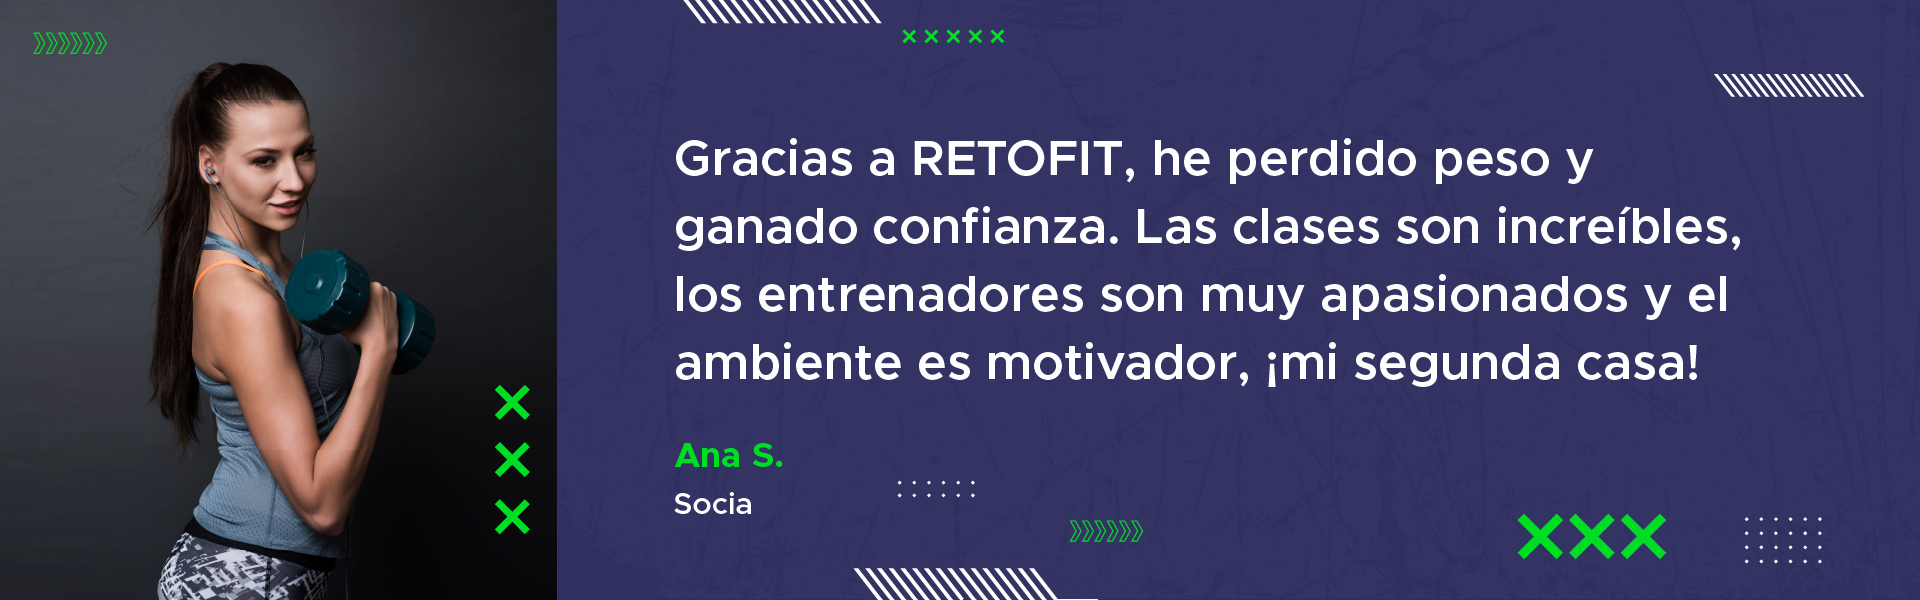 Gracias a RETOFIT, he perdido peso y
ganado confianza. Las clases son increíbles,
los entrenadores son muy apasionados y el
ambiente es motivador, ¡mi segunda casa!
Ana S.
Socia